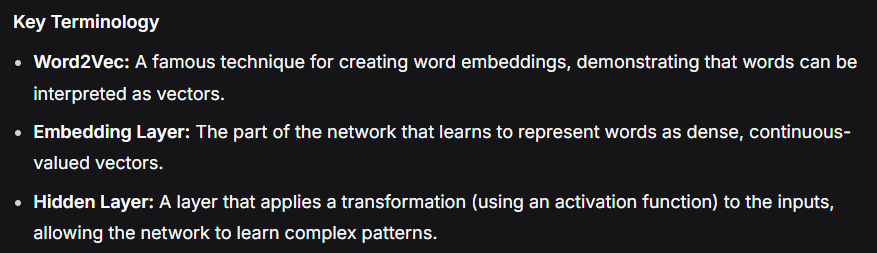 Key Terminology
• Word2Vec: A famous technique for creating word embeddings, demonstrating that words can be
interpreted as vectors.
• Embedding Layer: The part of the network that learns to represent words as dense, continuous-
valued vectors.
• Hidden Layer: A layer that applies a transformation (using an activation function) to the inputs,
allowing the network to learn complex patterns.